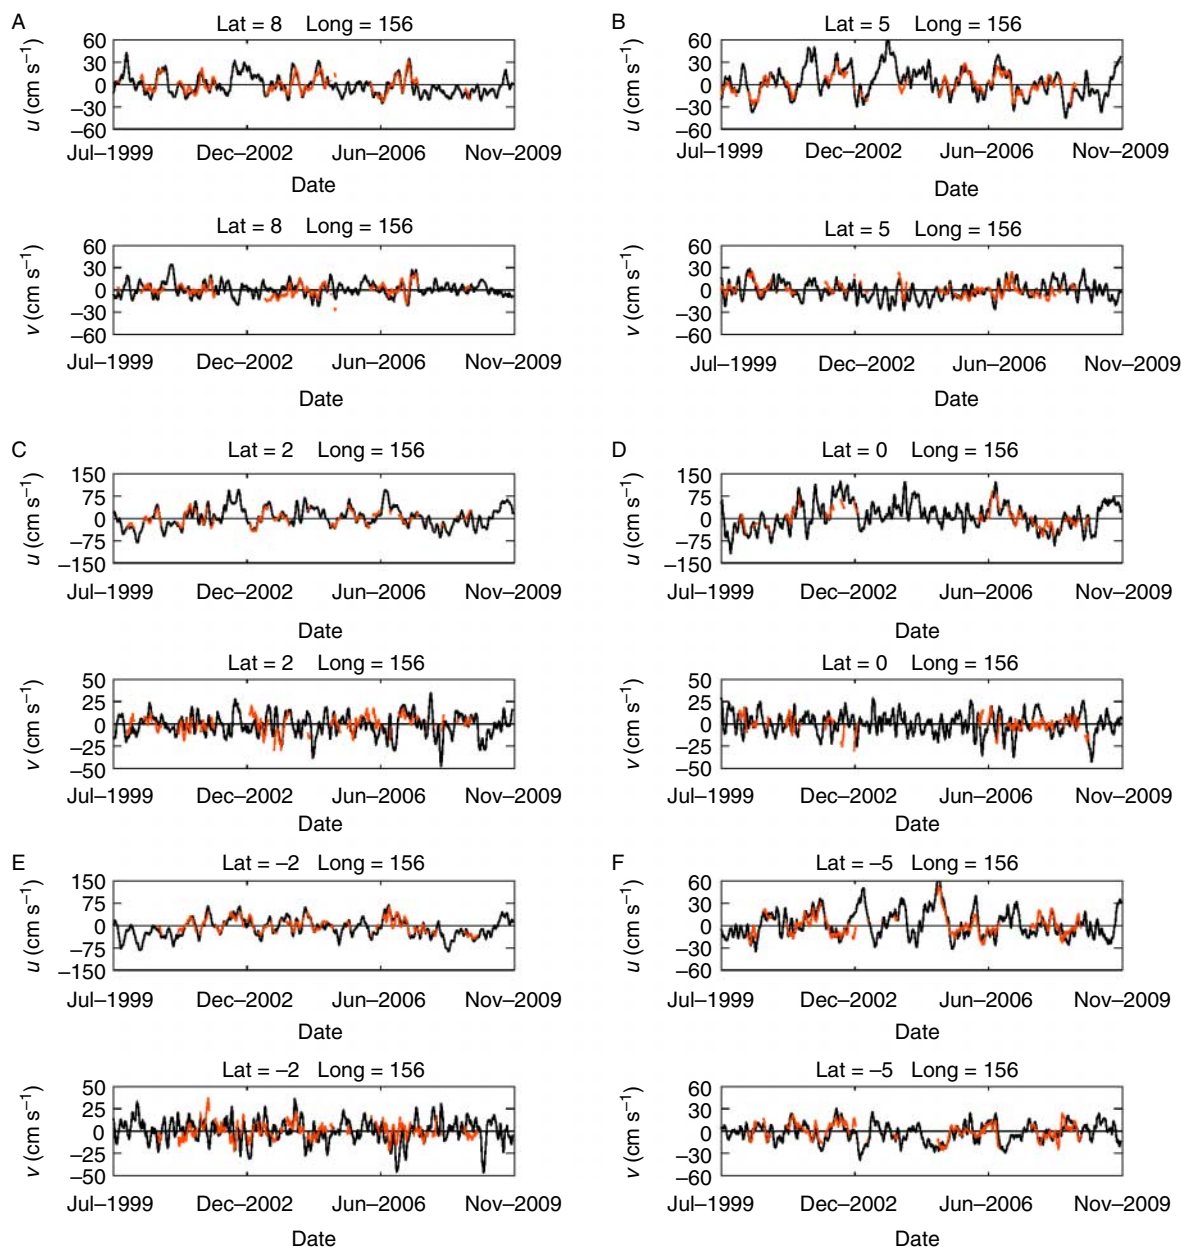 A
Lat = 8 Long = 156
u (cm s−1)
60
30
0
−30
−60
Jul–1999 Dec–2002 Jun–2006 Nov–2009
Date
Lat = 8 Long = 156
v (cm s−1)
60
30
0
−30
−60
Jul–1999 Dec–2002 Jun–2006 Nov–2009
Date
B
Lat = 5 Long = 156
u (cm s−1)
60
30
0
−30
−60
Jul–1999 Dec–2002 Jun–2006 Nov–2009
Date
Lat = 5 Long = 156
v (cm s−1)
60
30
0
−30
−60
Jul–1999 Dec–2002 Jun–2006 Nov–2009
Date
C
Lat = 2 Long = 156
u (cm s−1)
150
75
0
−75
−150
Jul–1999 Dec–2002 Jun–2006 Nov–2009
Date
Lat = 2 Long = 156
v (cm s−1)
50
25
0
−25
−50
Jul–1999 Dec–2002 Jun–2006 Nov–2009
Date
D
Lat = 0 Long = 156
u (cm s−1)
150
75
0
−75
−150
Jul–1999 Dec–2002 Jun–2006 Nov–2009
Date
Lat = 0 Long = 156
v (cm s−1)
50
25
0
−25
−50
Jul–1999 Dec–2002 Jun–2006 Nov–2009
Date
E
Lat = −2 Long = 156
u (cm s−1)
150
75
0
−75
−150
Jul–1999 Dec–2002 Jun–2006 Nov–2009
Date
Lat = −2 Long = 156
v (cm s−1)
50
25
0
−25
−50
Jul–1999 Dec–2002 Jun–2006 Nov–2009
Date
F
Lat = −5 Long = 156
u (cm s−1)
60
30
0
−30
−60
Jul–1999 Dec–2002 Jun–2006 Nov–2009
Date
Lat = −5 Long = 156
v (cm s−1)
60
30
0
−30
−60
Jul–1999 Dec–2002 Jun–2006 Nov–2009
Date